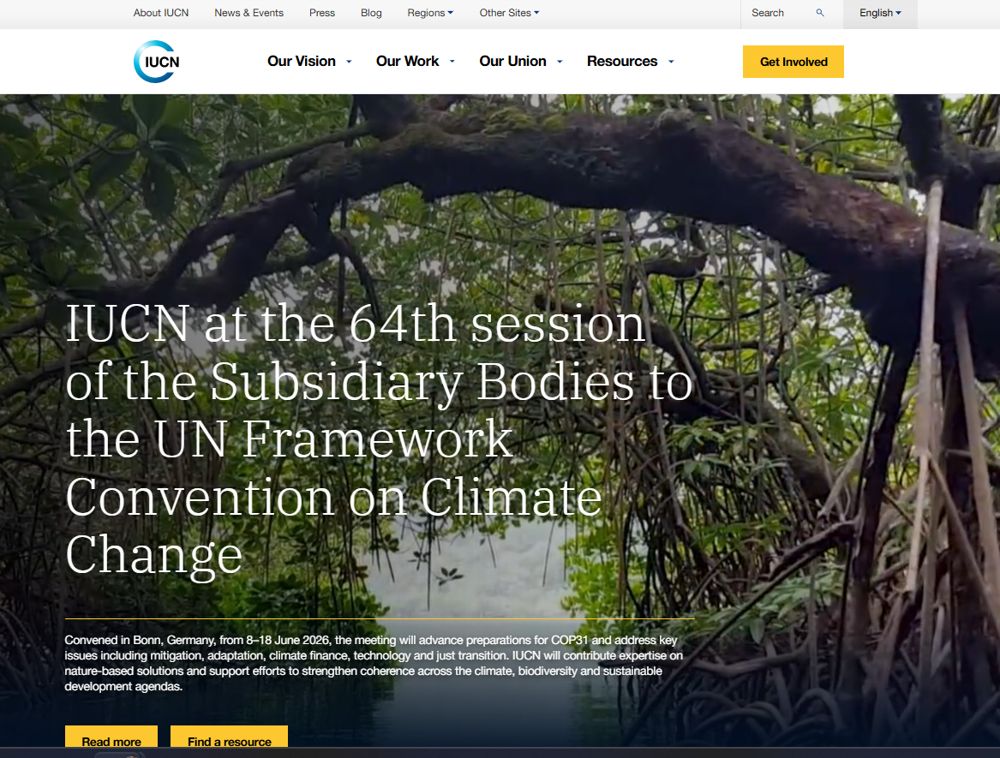 About IUCN News & Events Press Blog Regions Other Sites Search English
IUCN Our Vision Our Work Our Union Resources Get Involved
IUCN at the 64th session
of the Subsidiary Bodies to
the UN Framework
Convention on Climate
Change
Convened in Bonn, Germany, from 8–18 June 2026, the meeting will advance preparations for COP31 and address key
issues including mitigation, adaptation, climate finance, technology and just transition. IUCN will contribute expertise on
nature-based solutions and support efforts to strengthen coherence across the climate, biodiversity and sustainable
development agendas.
Read more Find a resource